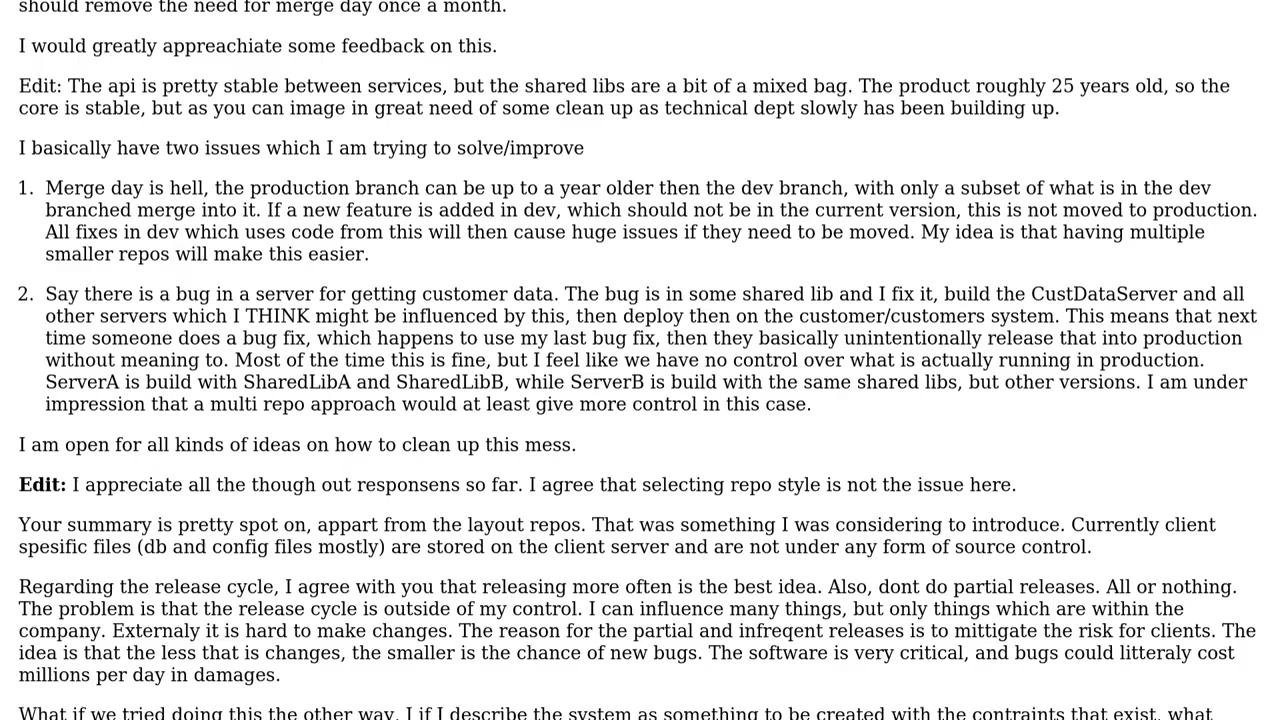 should remove the need for merge day once a month.
I would greatly appreachiate some feedback on this.
Edit: The api is pretty stable between services, but the shared libs are a bit of a mixed bag. The product roughly 25 years old, so the
core is stable, but as you can image in great need of some clean up as technical dept slowly has been building up.
I basically have two issues which I am trying to solve/improve
1. Merge day is hell, the production branch can be up to a year older then the dev branch, with only a subset of what is in the dev
branched merge into it. If a new feature is added in dev, which should not be in the current version, this is not moved to production.
All fixes in dev which uses code from this will then cause huge issues if they need to be moved. My idea is that having multiple
smaller repos will make this easier.
2. Say there is a bug in a server for getting customer data. The bug is in some shared lib and I fix it, build the CustDataServer and all
other servers which I THINK might be influenced by this, then deploy then on the customer/customers system. This means that next
time someone does a bug fix, which happens to use my last bug fix, then they basically unintentionally release that into production
without meaning to. Most of the time this is fine, but I feel like we have no control over what is actually running in production.
ServerA is build with SharedLibA and SharedLibB, while ServerB is build with the same shared libs, but other versions. I am under
impression that a multi repo approach would at least give more control in this case.
I am open for all kinds of ideas on how to clean up this mess.
Edit: I appreciate all the though out responsens so far. I agree that selecting repo style is not the issue here.
Your summary is pretty spot on, appart from the layout repos. That was something I was considering to introduce. Currently client
spesific files (db and config files mostly) are stored on the client server and are not under any form of source control.
Regarding the release cycle, I agree with you that releasing more often is the best idea. Also, dont do partial releases. All or nothing.
The problem is that the release cycle is outside of my control. I can influence many things, but only things which are within the
company. Externaly it is hard to make changes. The reason for the partial and infreqent releases is to mittigate the risk for clients. The
idea is that the less that is changes, the smaller is the chance of new bugs. The software is very critical, and bugs could litteraly cost
millions per day in damages.
What if we tried doing this the other way. I if I describe the system as something to be created with the contraints that exist, what